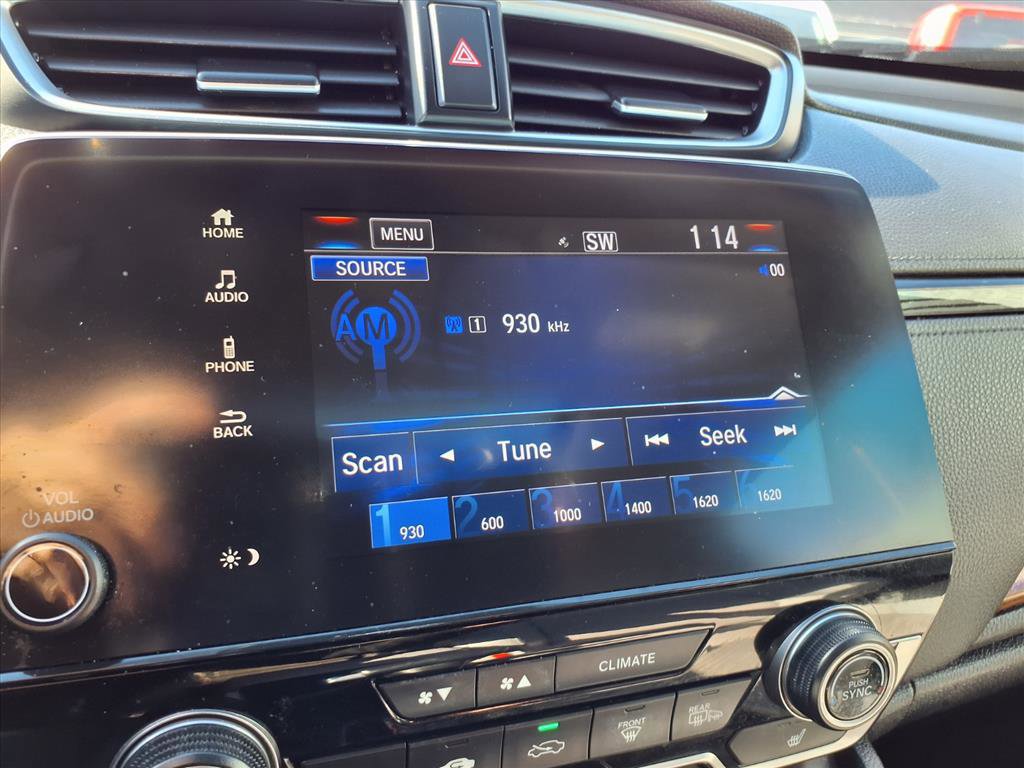 HOME
AUDIO
PHONE
BACK
VOL
AUDIO
MENU
SW
1 14
SOURCE
00
AM
1 930 kHz
Scan
Tune
Seek
1 930
2 600
3 1000
4 1400
5 1620
6 1620
CLIMATE
PUSH
SYNC
FRONT
REAR